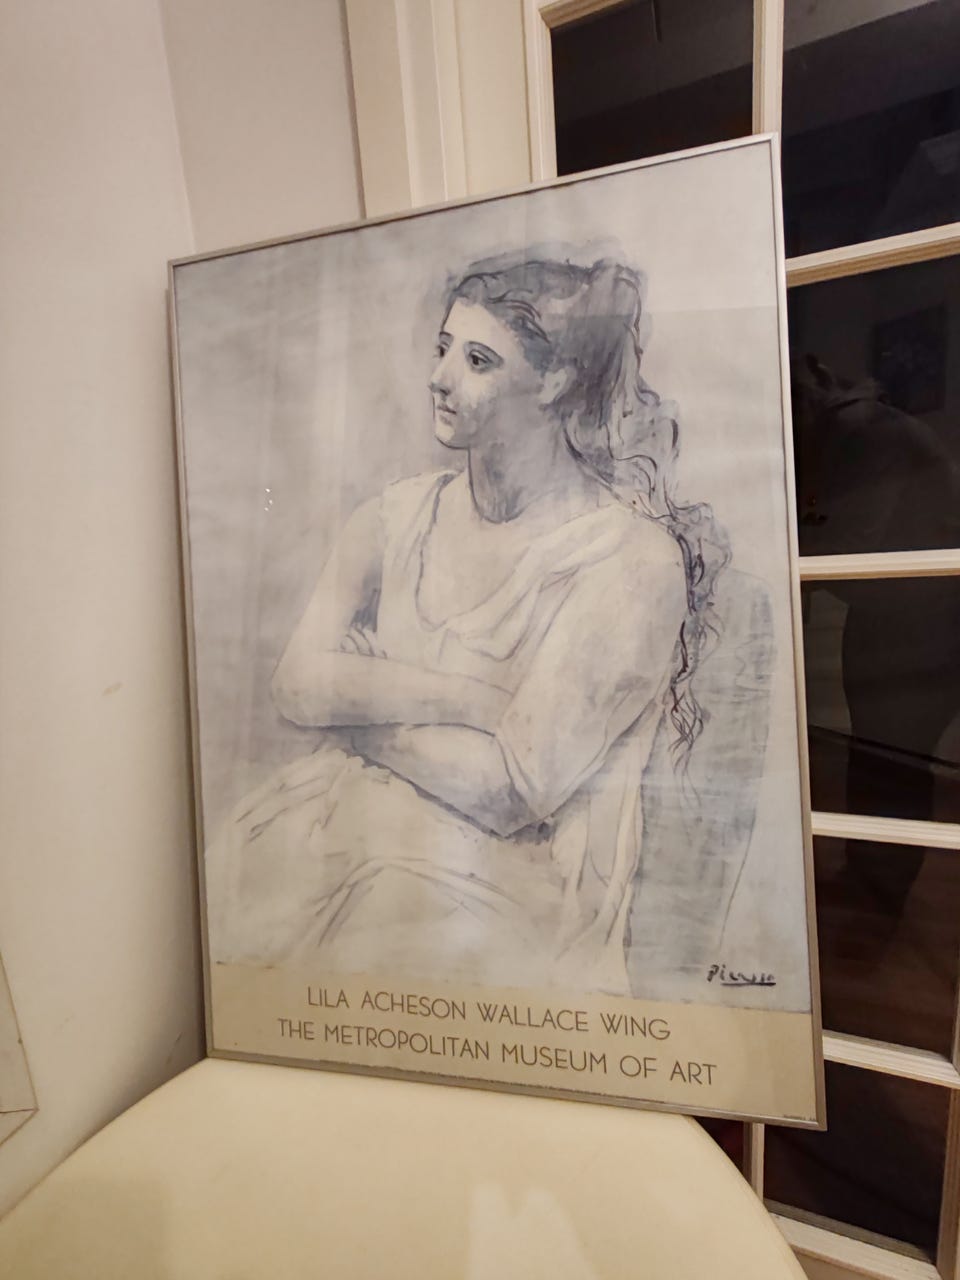 Picasso
LILA ACHESON WALLACE WING
THE METROPOLITAN MUSEUM OF ART